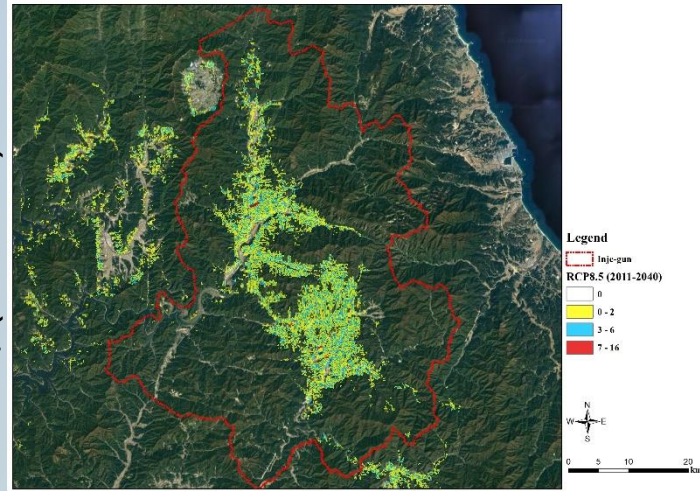 Legend
Inje-gun
RCP8.5 (2011-2040)
0
0 - 2
3 - 6
7 - 16
N
W E
S
0 5 10 20
km